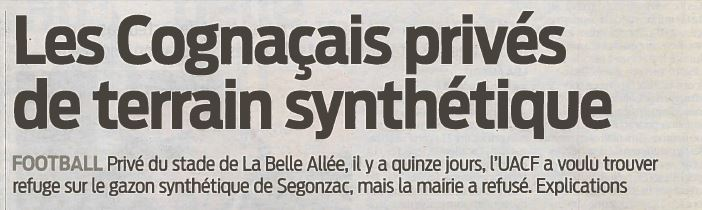 Les Cognaçais privés
de terrain synthétique
FOOTBALL Privé du stade de La Belle Allée, il y a quinze jours, l’UACF a voulu trouver
refuge sur le gazon synthétique de Segonzac, mais la mairie a refusé. Explications